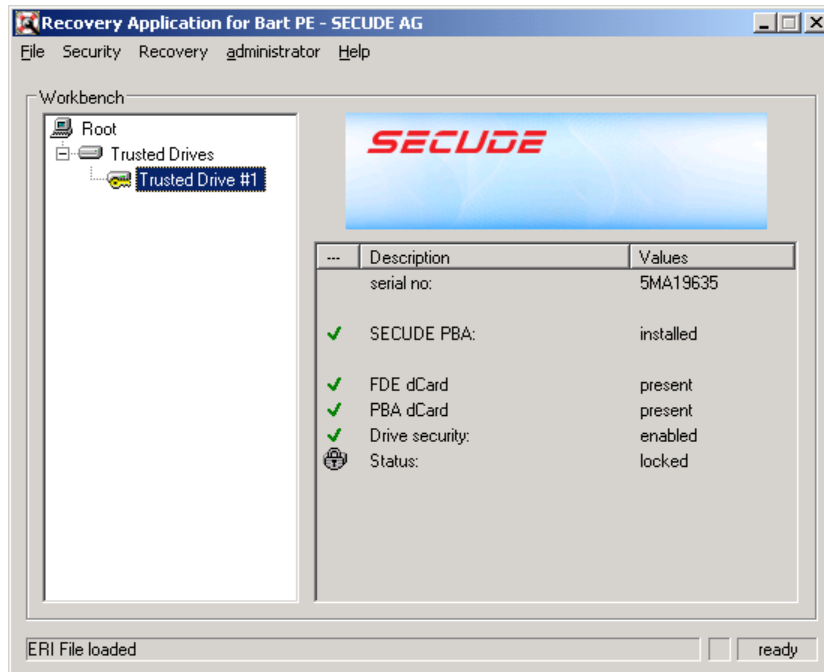 Recovery Application for Bart PE - SECUDE AG
File Security Recovery administrator Help
Workbench
Root
Trusted Drives
Trusted Drive #1
SECUDE
--- Description Values
serial no: 5MA19635
SECUDE PBA: installed
FDE dCard present
PBA dCard present
Drive security: enabled
Status: locked
ERI File loaded ready